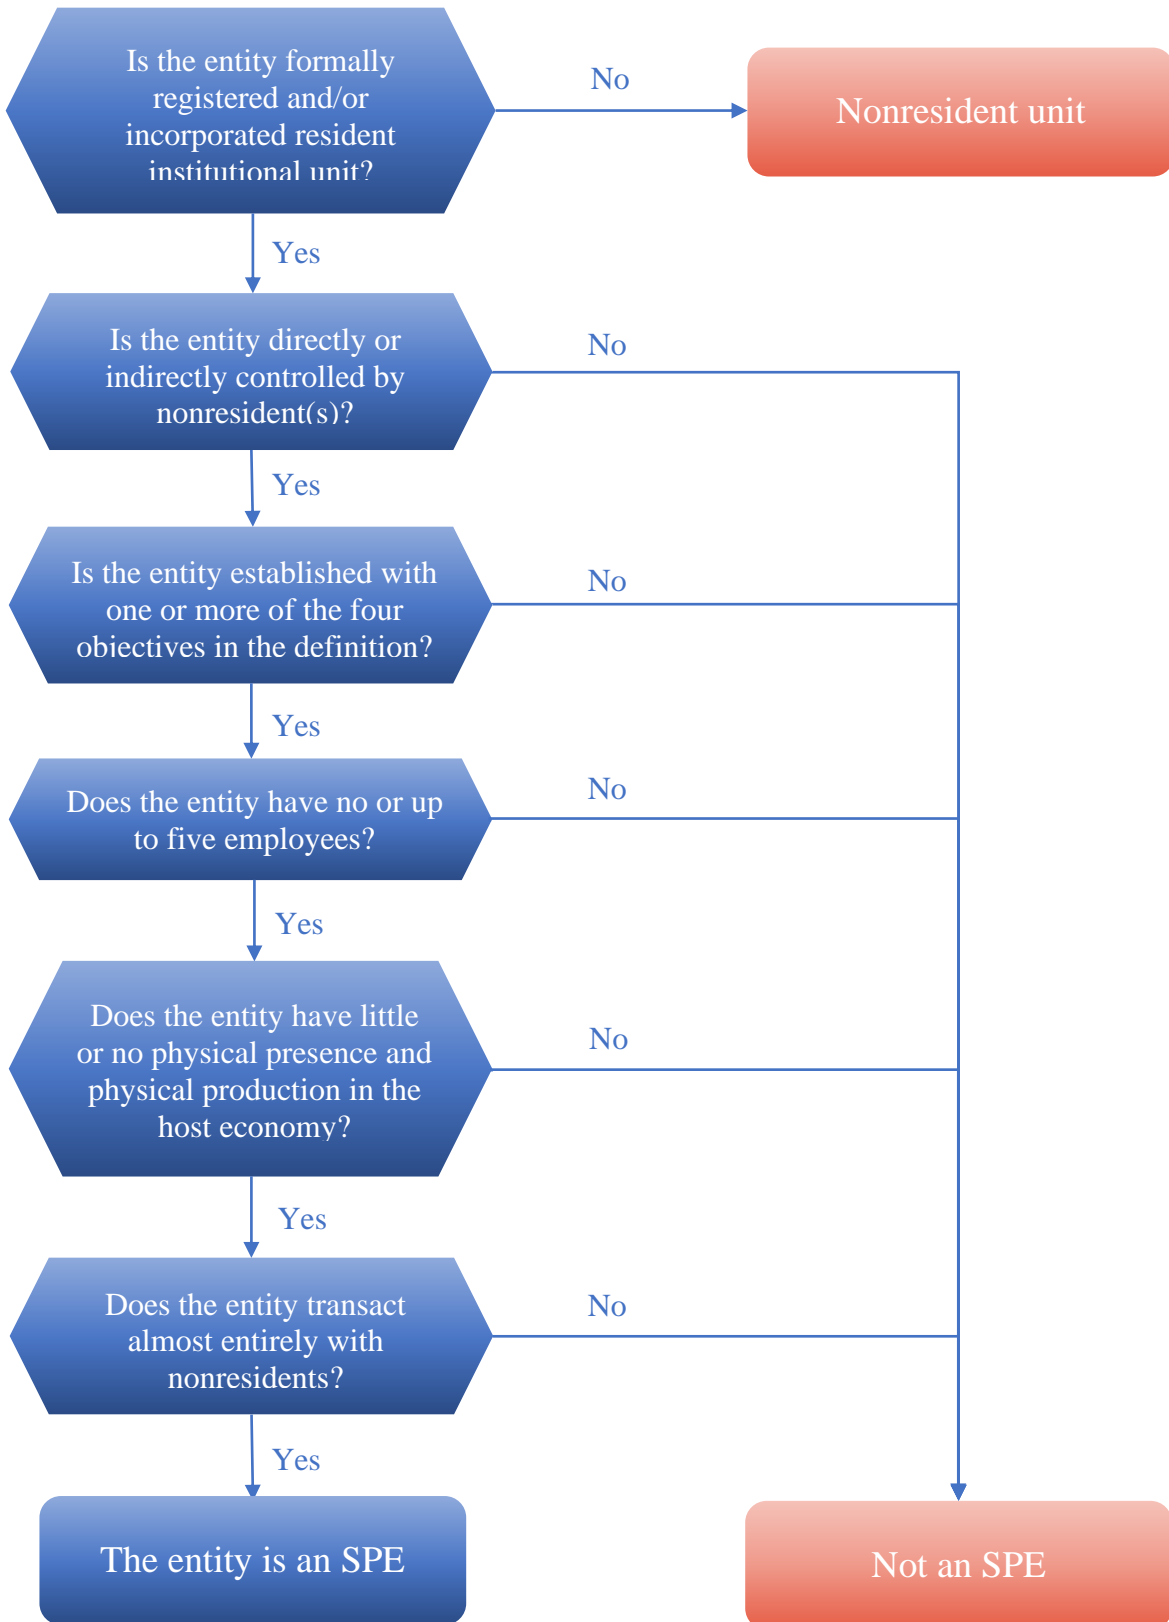 Is the entity formally
registered and/or
incorporated resident
institutional unit?
No
Nonresident unit
Yes
Is the entity directly or
indirectly controlled by
nonresident(s)?
No
Yes
Is the entity established with
one or more of the four
objectives in the definition?
No
Yes
Does the entity have no or up
to five employees?
No
Yes
Does the entity have little
or no physical presence and
physical production in the
host economy?
No
Yes
Does the entity transact
almost entirely with
nonresidents?
No
Yes
The entity is an SPE
Not an SPE